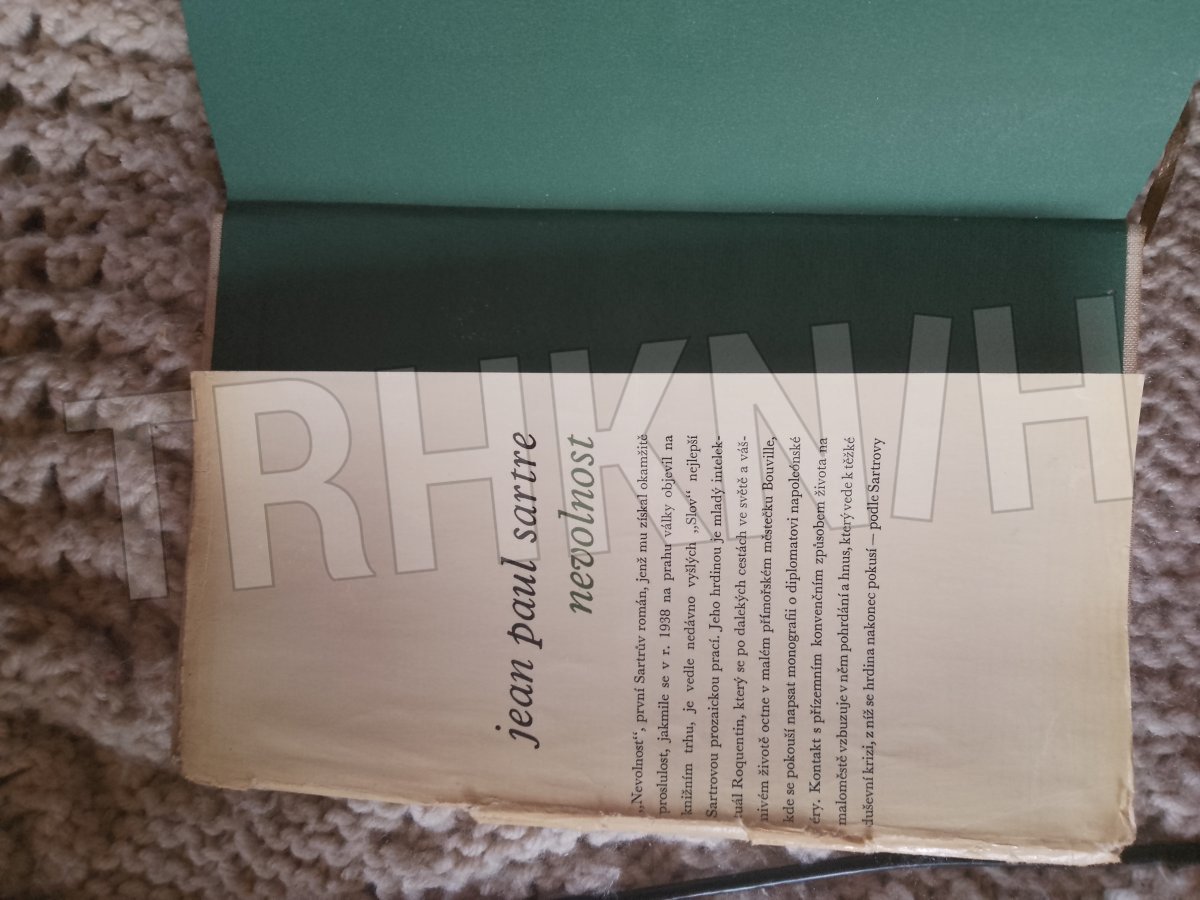 jean paul sartre
nevolnost
„Nevolnost“, první Sartrův román, jenž mu získal okamžitě
proslulost, jakmile se v r. 1938 na prahu války objevil na
knižním trhu, je vedle nedávno vyšlých „Slov“ nejlepší
Sartrovou prozaickou prací. Jeho hrdinou je mladý intelek-
tuál Roquentin, který se po dalekých cestách ve světě a váš-
nivém životě octne v malém přímořském městečku Bouville,
kde se pokouší napsat monografii o diplomatovi napoleónské
éry. Kontakt s přízemním konvenčním způsobem života na
maloměstě vzbuzuje v něm pohrdání a hnus, který vede k těžké
duševní krizi, z níž se hrdina nakonec pokusí — podle Sartrovy
TRHKNIH